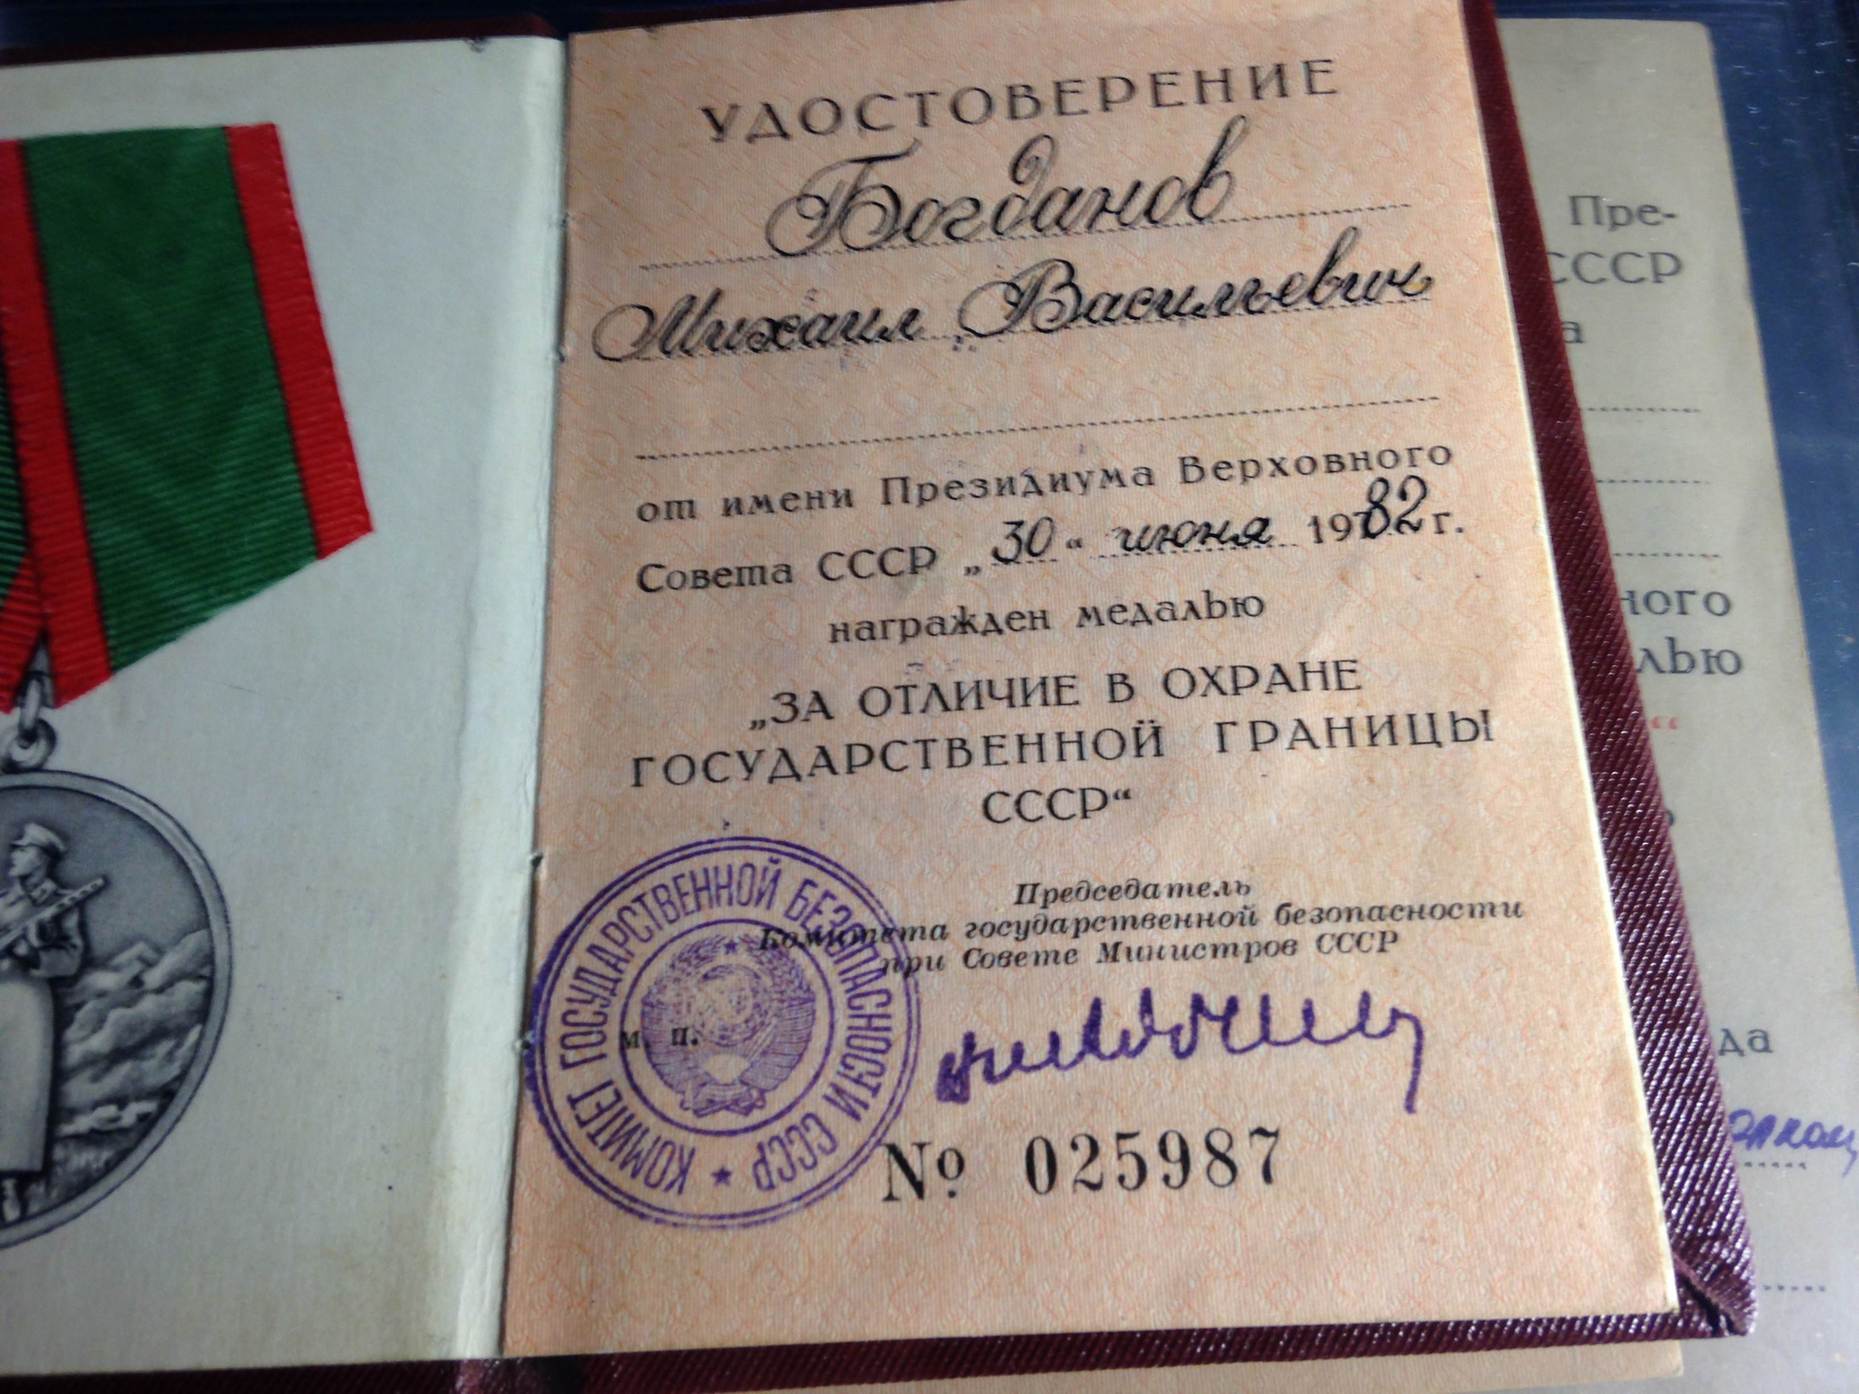 УДОСТОВЕРЕНИЕ
Богданов
Михаил Васильевич
от имени Президиума Верховного
Совета СССР „30“ июня 1982 г.
награжден медалью
„ЗА ОТЛИЧИЕ В ОХРАНЕ
ГОСУДАРСТВЕННОЙ ГРАНИЦЫ
СССР“
Председатель
Комитета государственной безопасности
при Совете Министров СССР
м. п.
КОМИТЕТ ГОСУДАРСТВЕННОЙ БЕЗОПАСНОСТИ СССР
№ 025987
Пре-
СССР
а
ного
лью
“
да